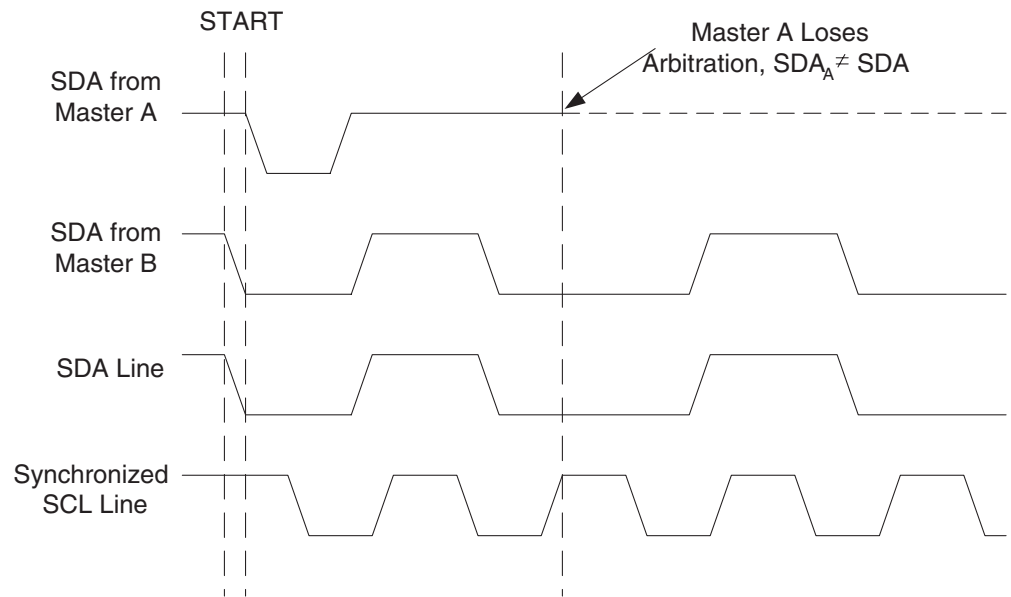 START
Master A Loses
Arbitration, SDA_A ≠ SDA
SDA from
Master A
SDA from
Master B
SDA Line
Synchronized
SCL Line